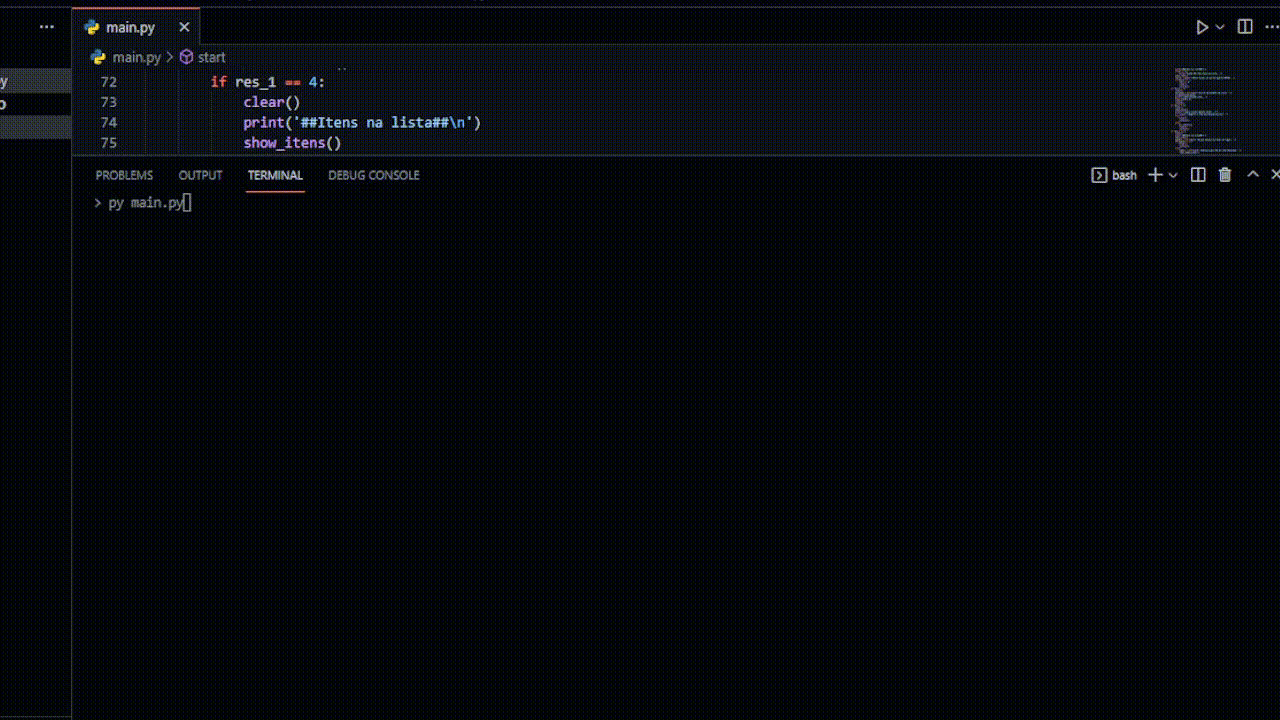 main.py
main.py > start
72 if res_1 == 4:
73 clear()
74 print('##Itens na lista##\n')
75 show_itens()
PROBLEMS OUTPUT TERMINAL DEBUG CONSOLE bash
> py main.py